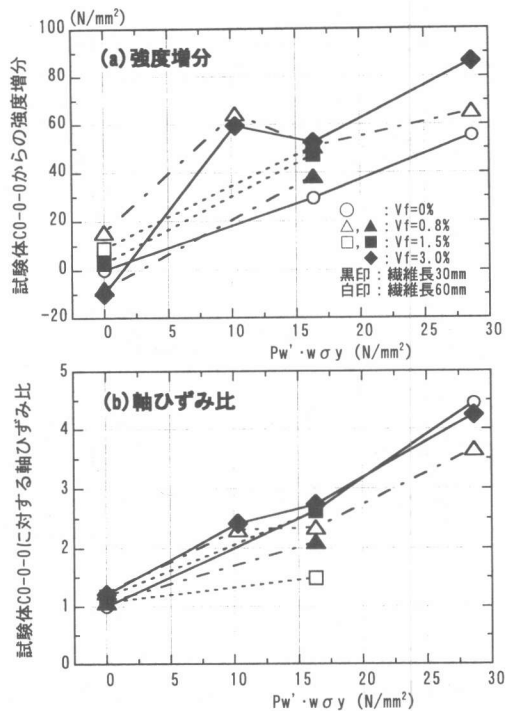 (N/mm²)
100
(a)強度増分
80
60
40
20
0
-20
試験体C0-0-0からの強度増分
○ : Vf=0%
△,▲ : Vf=0.8%
□,■ : Vf=1.5%
◆ : Vf=3.0%
黒印:繊維長30mm
白印:繊維長60mm
0 5 10 15 20 25 30
Pw'·wσy (N/mm²)
5
(b)軸ひずみ比
4
3
2
1
0
試験体C0-0-0に対する軸ひずみ比
0 5 10 15 20 25 30
Pw'·wσy (N/mm²)